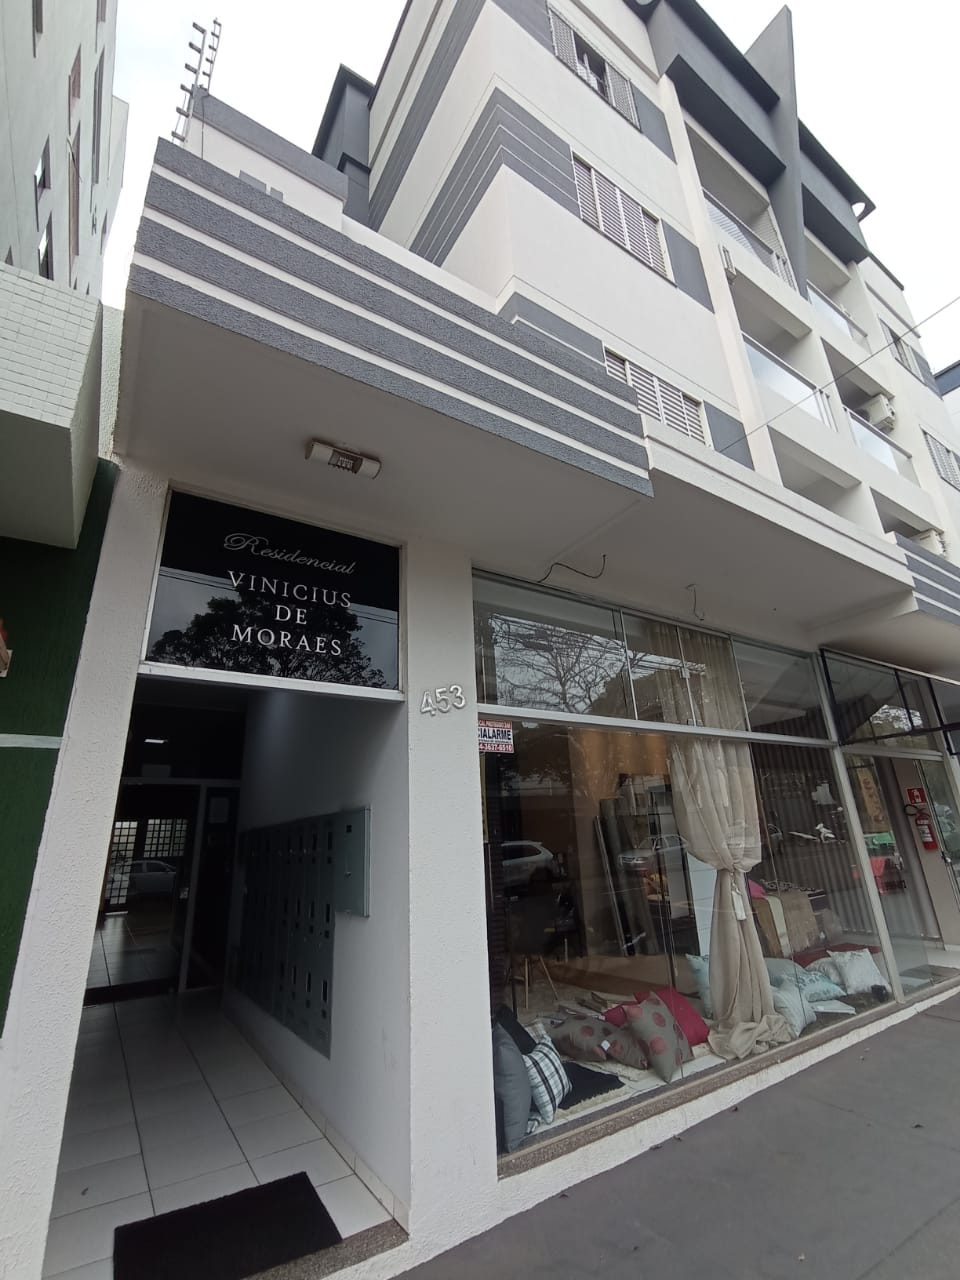 Residencial
VINICIUS
DE
MORAES
453
CIALARME